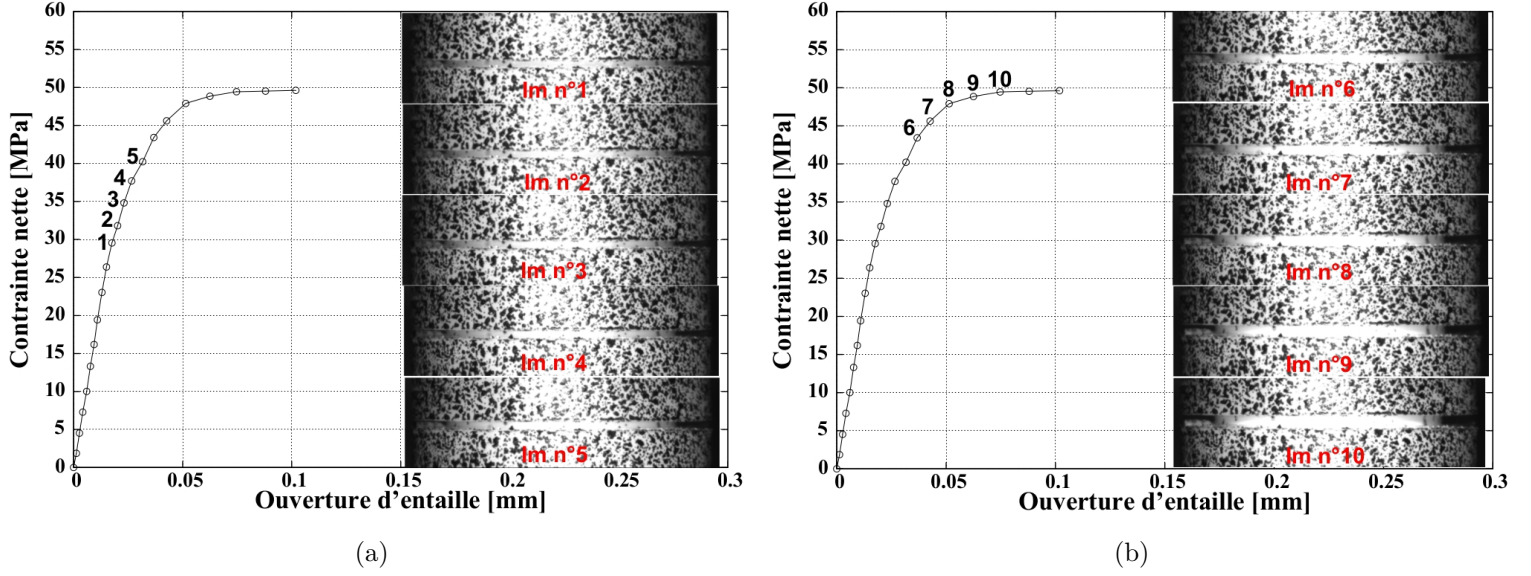 60
55
50
45
40
35
30
25
20
15
10
5
0
Contrainte nette [MPa]
0 0.05 0.1 0.15 0.2 0.25 0.3
Ouverture d'entaille [mm]
5
4
3
2
1
Im n°1
Im n°2
Im n°3
Im n°4
Im n°5
(a)
60
55
50
45
40
35
30
25
20
15
10
5
0
Contrainte nette [MPa]
0 0.05 0.1 0.15 0.2 0.25 0.3
Ouverture d'entaille [mm]
6 7 8 9 10
Im n°6
Im n°7
Im n°8
Im n°9
Im n°10
(b)